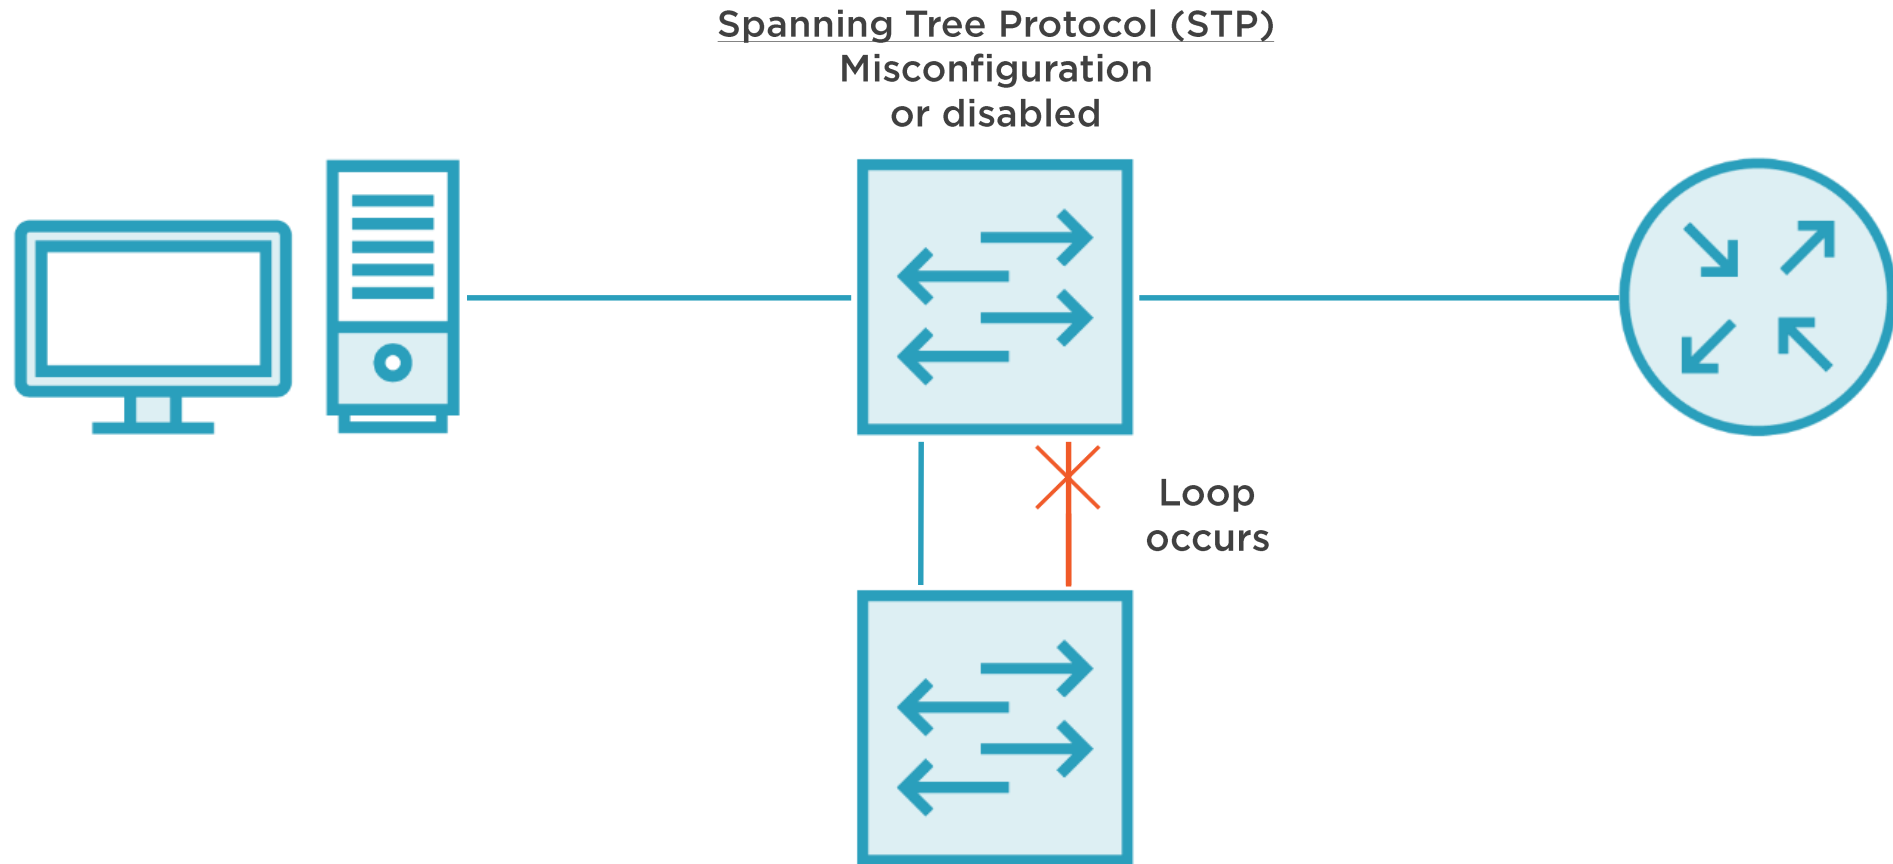 Spanning Tree Protocol (STP)
Misconfiguration
or disabled
Loop
occurs